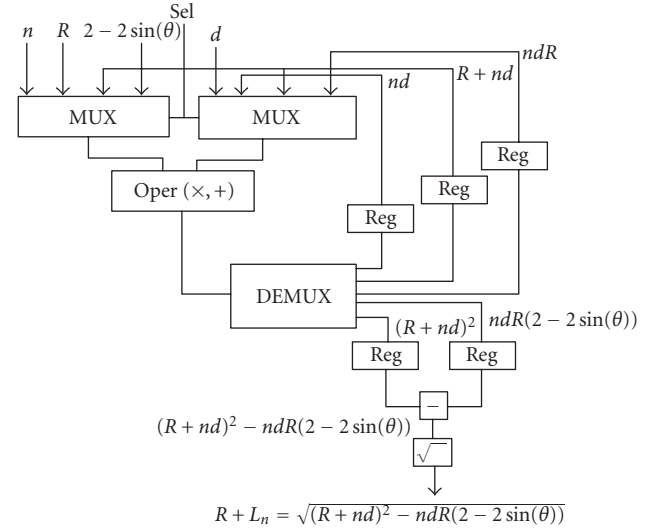 Sel
n R 2 − 2 sin(θ) d ndR
nd R + nd
MUX MUX
Reg
Oper (×, +) Reg
Reg
DEMUX
(R + nd)² ndR(2 − 2 sin(θ))
Reg Reg
−
(R + nd)² − ndR(2 − 2 sin(θ))
√
R + Lₙ = √(R + nd)² − ndR(2 − 2 sin(θ))